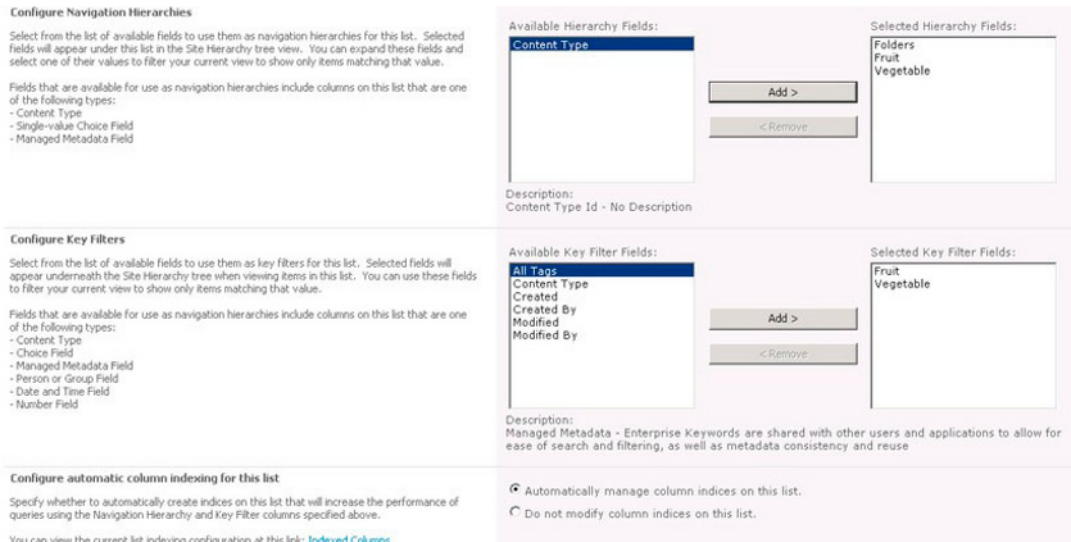 Configure Navigation Hierarchies
Select from the list of available fields to use them as navigation hierarchies for this list. Selected
fields will appear under this list in the Site Hierarchy tree view. You can expand these fields and
select one of their values to filter your current view to show only items matching that value.
Fields that are available for use as navigation hierarchies include columns on this list that are one
of the following types:
- Content Type
- Single-value Choice Field
- Managed Metadata Field
Available Hierarchy Fields:
Content Type
Add >
< Remove
Selected Hierarchy Fields:
Folders
Fruit
Vegetable
Description:
Content Type Id - No Description
Configure Key Filters
Select from the list of available fields to use them as key filters for this list. Selected fields will
appear underneath the Site Hierarchy tree when viewing items in this list. You can use these fields
to filter your current view to show only items matching that value.
Fields that are available for use as navigation hierarchies include columns on this list that are one
of the following types:
- Content Type
- Choice Field
- Managed Metadata Field
- Person or Group Field
- Date and Time Field
- Number Field
Available Key Filter Fields:
All Tags
Content Type
Created
Created By
Modified
Modified By
Add >
< Remove
Selected Key Filter Fields:
Fruit
Vegetable
Description:
Managed Metadata - Enterprise Keywords are shared with other users and applications to allow for
ease of search and filtering, as well as metadata consistency and reuse
Configure automatic column indexing for this list
Specify whether to automatically create indices on this list that will increase the performance of
queries using the Navigation Hierarchy and Key Filter columns specified above.
You can view the current list indexing configuration at this link: Indexed Columns
Automatically manage column indices on this list.
Do not modify column indices on this list.